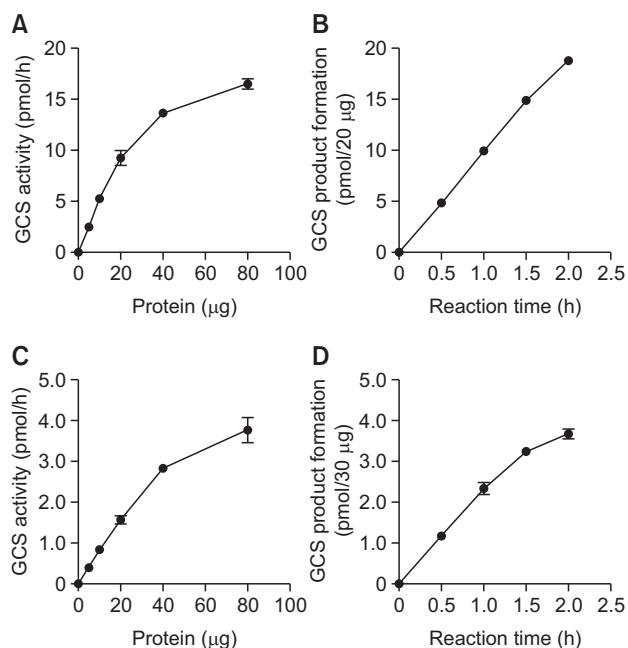 A
GCS activity (pmol/h)
20
15
10
5
0
0 20 40 60 80 100
Protein (μg)
B
GCS product formation
(pmol/20 μg)
20
15
10
5
0
0 0.5 1.0 1.5 2.0 2.5
Reaction time (h)
C
GCS activity (pmol/h)
5.0
4.0
3.0
2.0
1.0
0
0 20 40 60 80 100
Protein (μg)
D
GCS product formation
(pmol/30 μg)
5.0
4.0
3.0
2.0
1.0
0
0 0.5 1.0 1.5 2.0 2.5
Reaction time (h)